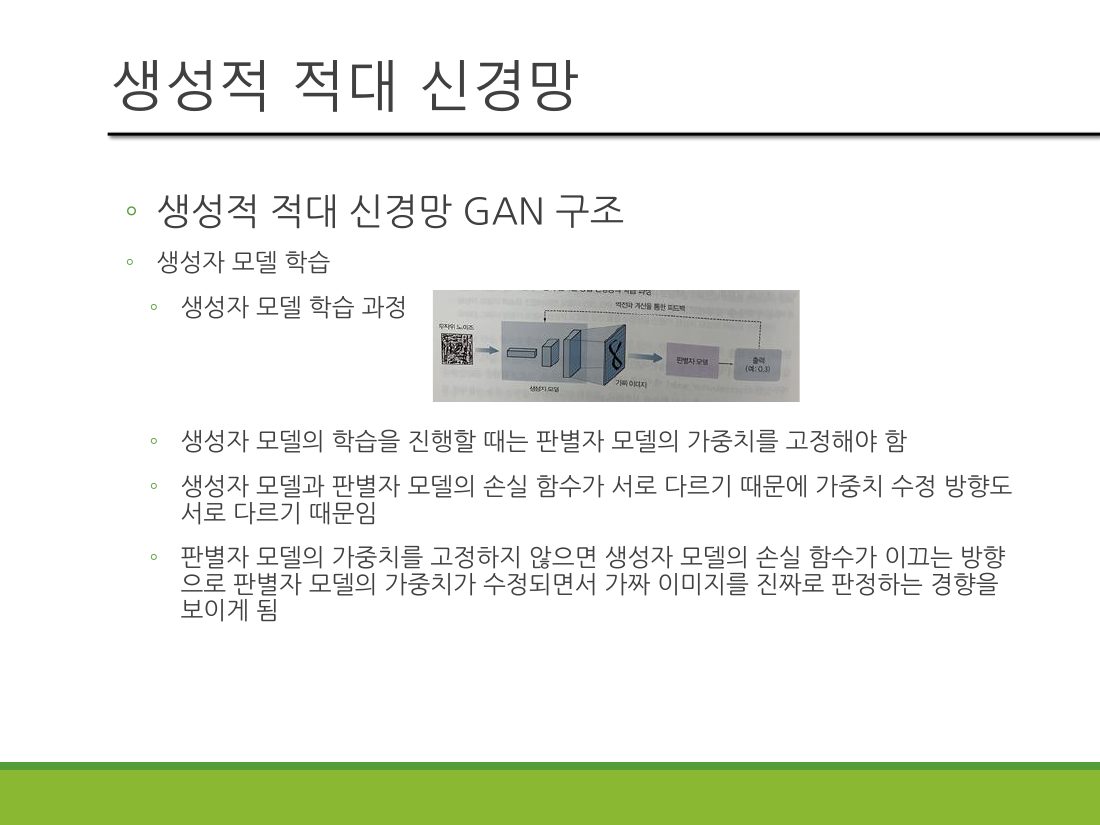 생성적 적대 신경망
생성적 적대 신경망 GAN 구조
생성자 모델 학습
생성자 모델 학습 과정
역전파 계산을 통한 피드백
무작위 노이즈
생성자 모델
가짜 이미지
판별자 모델
출력
(예: 0.3)
생성자 모델의 학습을 진행할 때는 판별자 모델의 가중치를 고정해야 함
생성자 모델과 판별자 모델의 손실 함수가 서로 다르기 때문에 가중치 수정 방향도
서로 다르기 때문임
판별자 모델의 가중치를 고정하지 않으면 생성자 모델의 손실 함수가 이끄는 방향
으로 판별자 모델의 가중치가 수정되면서 가짜 이미지를 진짜로 판정하는 경향을
보이게 됨